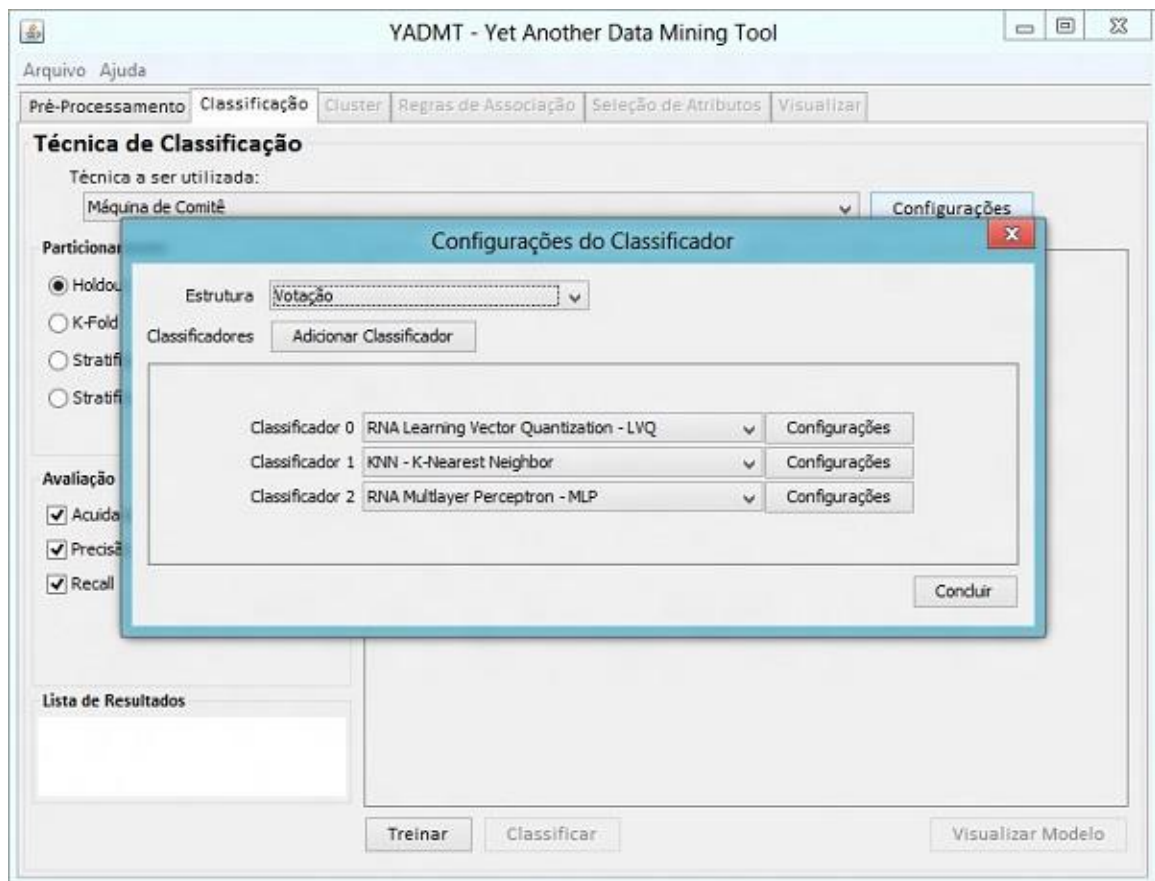 YADMT - Yet Another Data Mining Tool
Arquivo Ajuda
Pré-Processamento Classificação Cluster Regras de Associação Seleção de Atributos Visualizar
Técnica de Classificação
Técnica a ser utilizada:
Máquina de Comitê Configurações
Configurações do Classificador
Estrutura Votação
Classificadores Adicionar Classificador
Classificador 0 RNA Learning Vector Quantization - LVQ Configurações
Classificador 1 KNN - K-Nearest Neighbor Configurações
Classificador 2 RNA Multlayer Perceptron - MLP Configurações
Concluir
K-Fold
Avaliação
Recall
Lista de Resultados
Treinar Classificar Visualizar Modelo